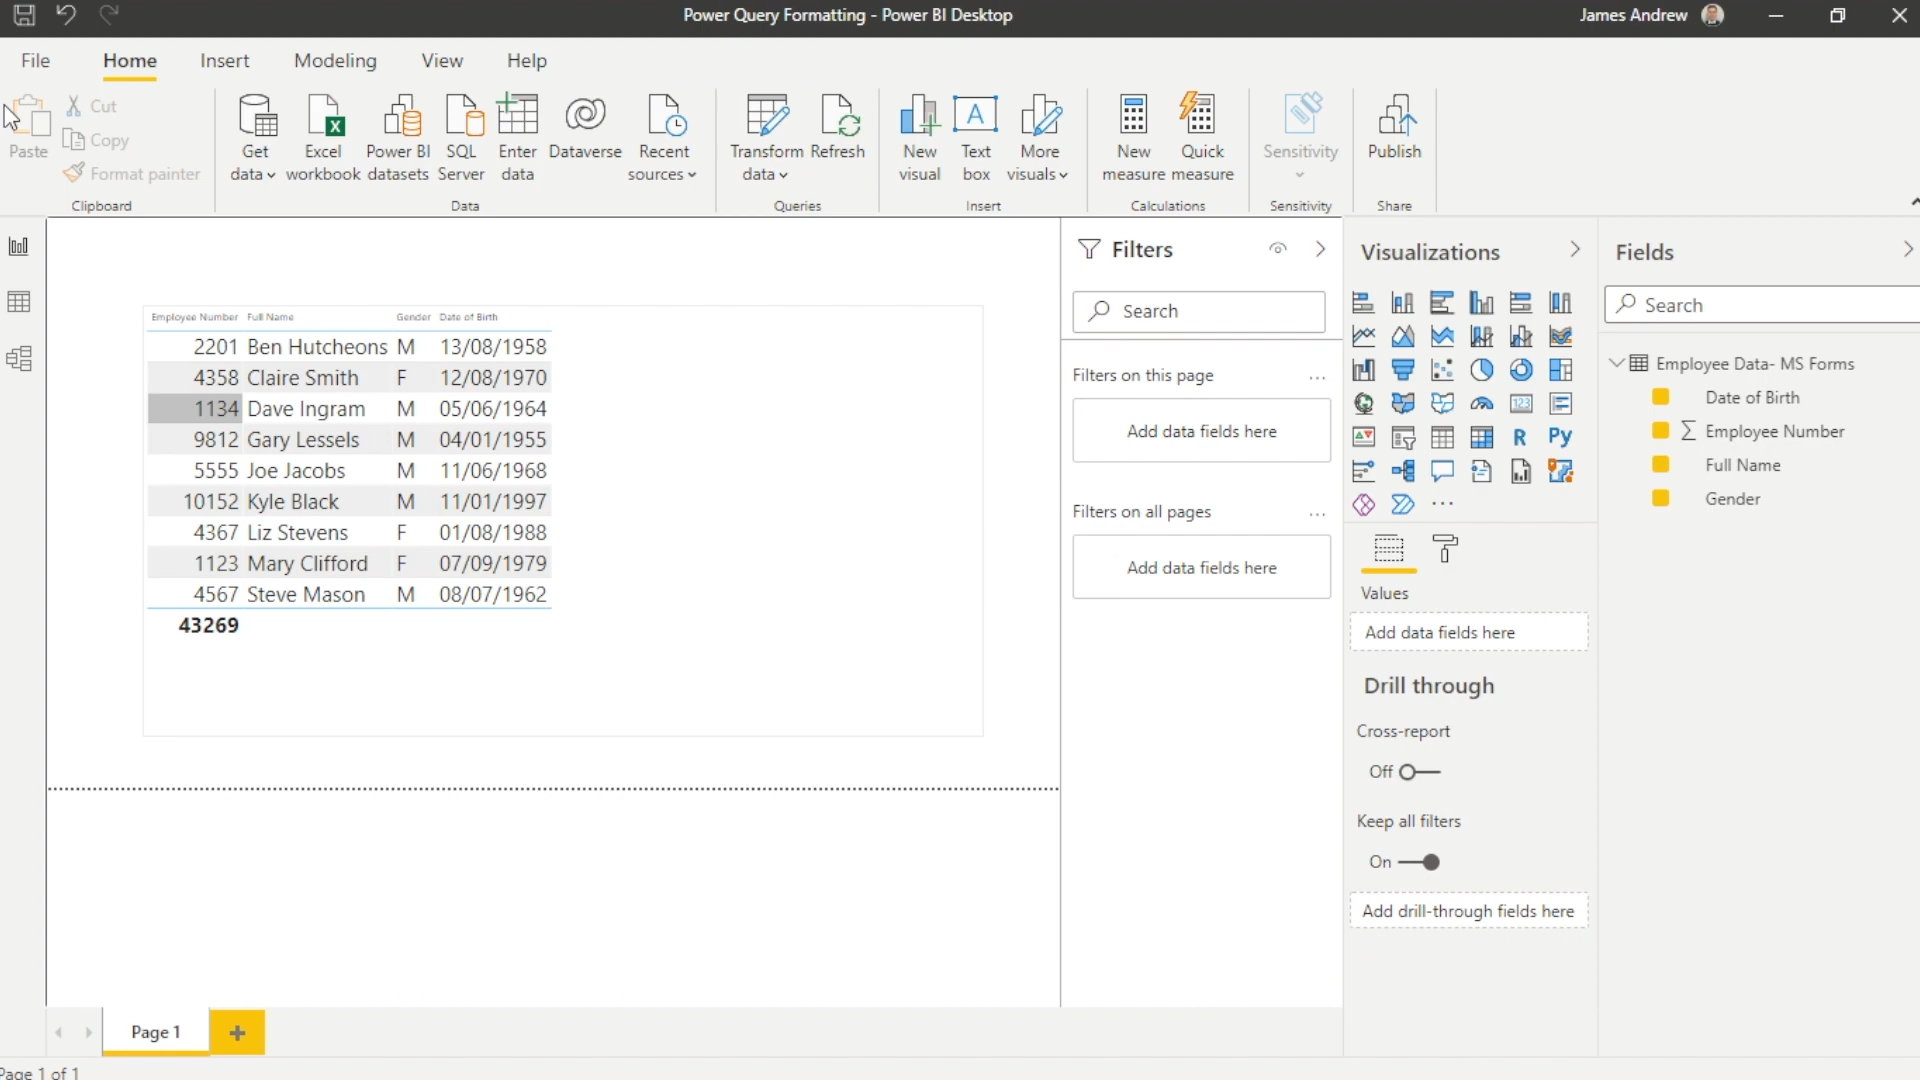 Power Query Formatting - Power BI Desktop
James Andrew
File Home Insert Modeling View Help
Paste
Cut
Copy
Format painter
Clipboard
Get data
Excel workbook
Power BI datasets
SQL Server
Enter data
Dataverse
Recent sources
Data
Transform data
Refresh
Queries
New visual
Text box
More visuals
Insert
New measure
Quick measure
Calculations
Sensitivity
Sensitivity
Publish
Share
Employee Number Full Name Gender Date of Birth
2201 Ben Hutcheons M 13/08/1958
4358 Claire Smith F 12/08/1970
1134 Dave Ingram M 05/06/1964
9812 Gary Lessels M 04/01/1955
5555 Joe Jacobs M 11/06/1968
10152 Kyle Black M 11/01/1997
4367 Liz Stevens F 01/08/1988
1123 Mary Clifford F 07/09/1979
4567 Steve Mason M 08/07/1962
43269
Filters
Search
Filters on this page ...
Add data fields here
Filters on all pages ...
Add data fields here
Visualizations
123
R Py
...
Values
Add data fields here
Drill through
Cross-report
Off
Keep all filters
On
Add drill-through fields here
Fields
Search
Employee Data- MS Forms
Date of Birth
∑ Employee Number
Full Name
Gender
Page 1
+
Page 1 of 1